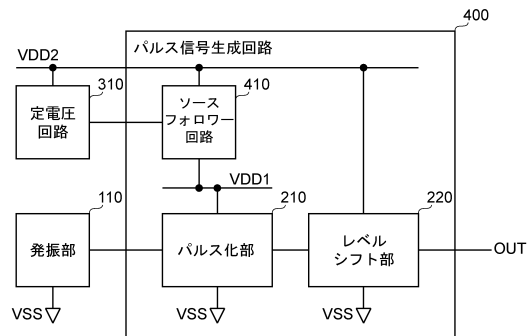 400
パルス信号生成回路
VDD2
310
410
定電圧
回路
ソース
フォロワー
回路
VDD1
110
210
220
発振部
パルス化部
レベル
シフト部
OUT
VSS
VSS
VSS